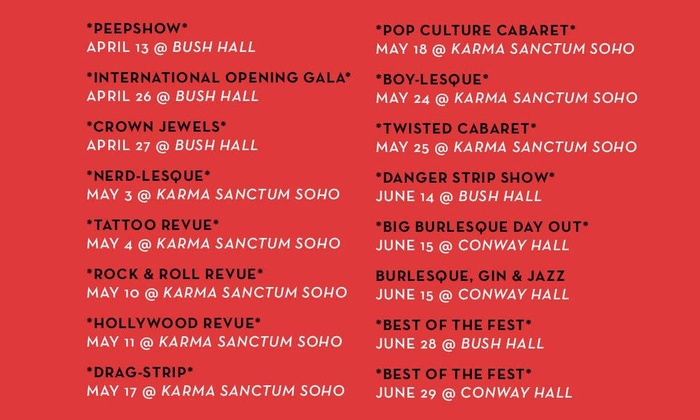 *PEEPSHOW*
APRIL 13 @ BUSH HALL
*INTERNATIONAL OPENING GALA*
APRIL 26 @ BUSH HALL
*CROWN JEWELS*
APRIL 27 @ BUSH HALL
*NERD-LESQUE*
MAY 3 @ KARMA SANCTUM SOHO
*TATTOO REVUE*
MAY 4 @ KARMA SANCTUM SOHO
*ROCK & ROLL REVUE*
MAY 10 @ KARMA SANCTUM SOHO
*HOLLYWOOD REVUE*
MAY 11 @ KARMA SANCTUM SOHO
*DRAG-STRIP*
MAY 17 @ KARMA SANCTUM SOHO
*POP CULTURE CABARET*
MAY 18 @ KARMA SANCTUM SOHO
*BOY-LESQUE*
MAY 24 @ KARMA SANCTUM SOHO
*TWISTED CABARET*
MAY 25 @ KARMA SANCTUM SOHO
*DANGER STRIP SHOW*
JUNE 14 @ BUSH HALL
*BIG BURLESQUE DAY OUT*
JUNE 15 @ CONWAY HALL
BURLESQUE, GIN & JAZZ
JUNE 15 @ CONWAY HALL
*BEST OF THE FEST*
JUNE 28 @ BUSH HALL
*BEST OF THE FEST*
JUNE 29 @ CONWAY HALL